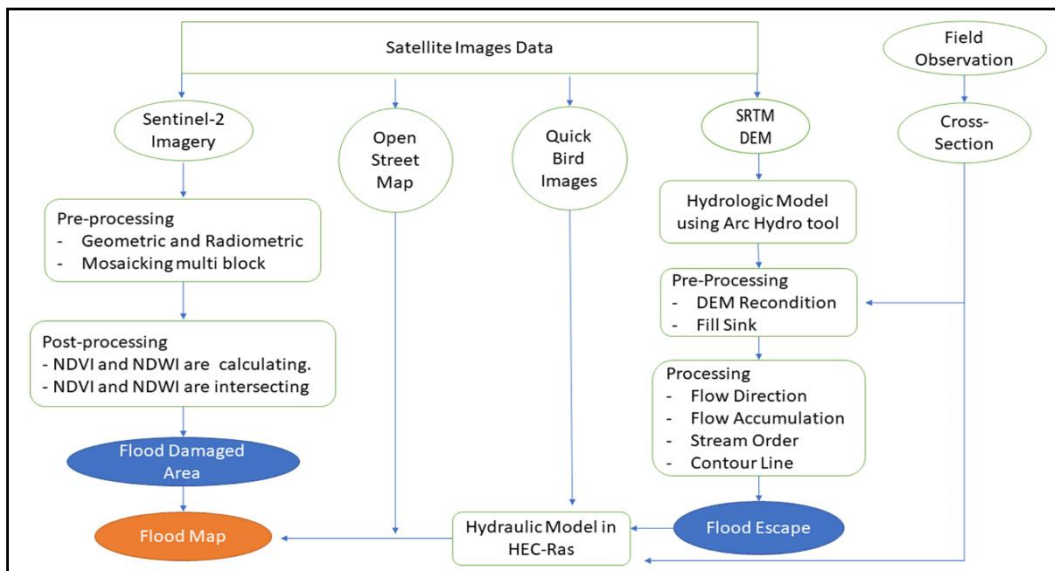 Satellite Images Data
Field
Observation
Sentinel-2
Imagery
Open
Street
Map
Quick
Bird
Images
SRTM
DEM
Cross-
Section
Pre-processing
- Geometric and Radiometric
- Mosaicking multi block
Hydrologic Model
using Arc Hydro tool
Pre-Processing
- DEM Recondition
- Fill Sink
Post-processing
- NDVI and NDWI are calculating.
- NDVI and NDWI are intersecting
Processing
- Flow Direction
- Flow Accumulation
- Stream Order
- Contour Line
Flood Damaged
Area
Flood Map
Hydraulic Model in
HEC-Ras
Flood Escape